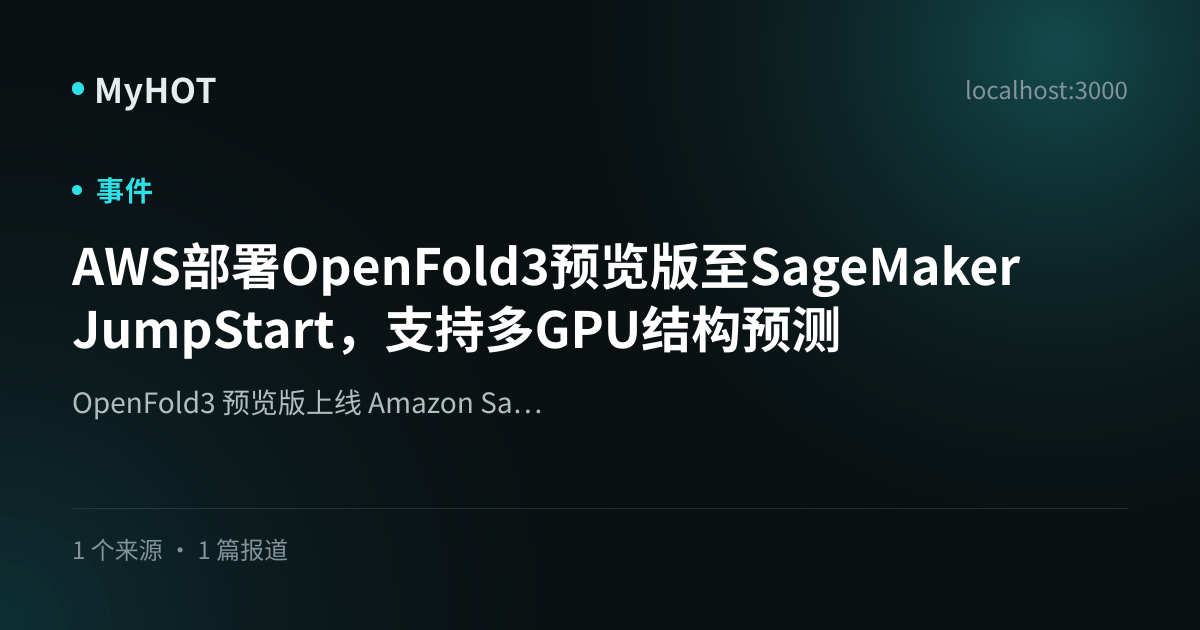 MyHOT
localhost:3000
事件
AWS部署OpenFold3预览版至SageMaker
JumpStart，支持多GPU结构预测
OpenFold3 预览版上线 Amazon Sa…
1 个来源 · 1 篇报道